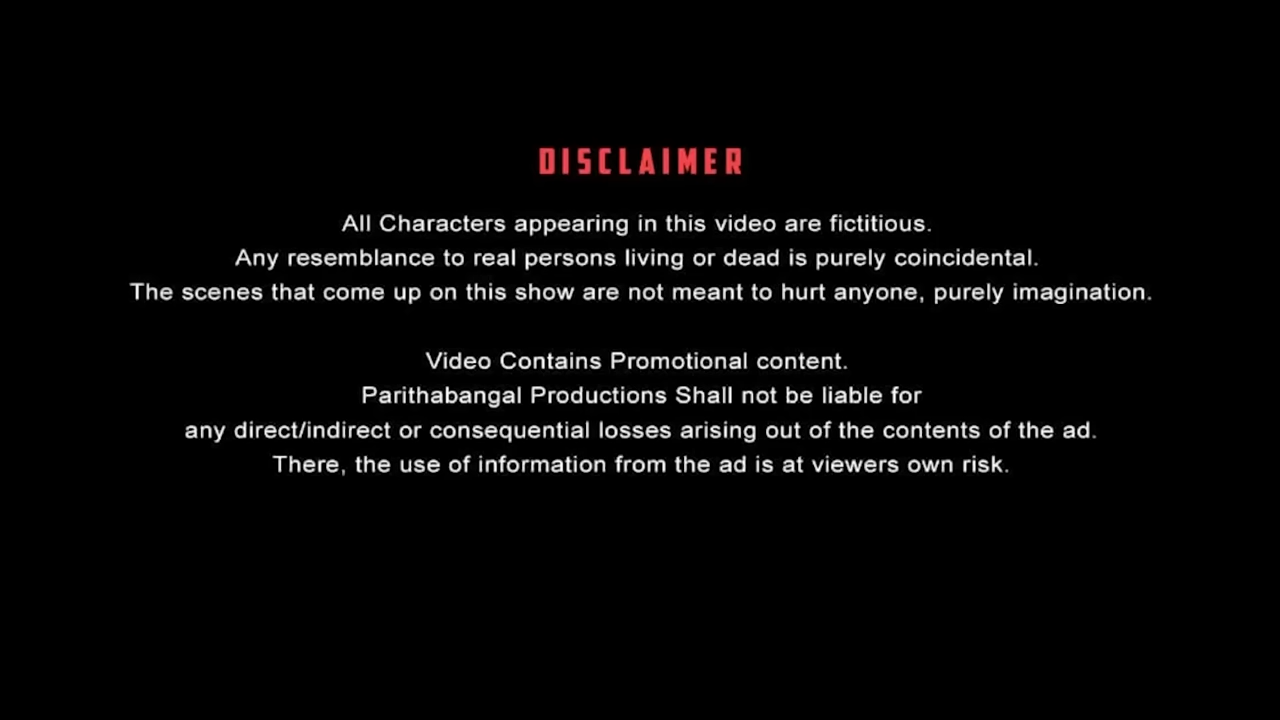 DISCLAIMER
All Characters appearing in this video are fictitious.
Any resemblance to real persons living or dead is purely coincidental.
The scenes that come up on this show are not meant to hurt anyone, purely imagination.
Video Contains Promotional content.
Parithabangal Productions Shall not be liable for
any direct/indirect or consequential losses arising out of the contents of the ad.
There, the use of information from the ad is at viewers own risk.